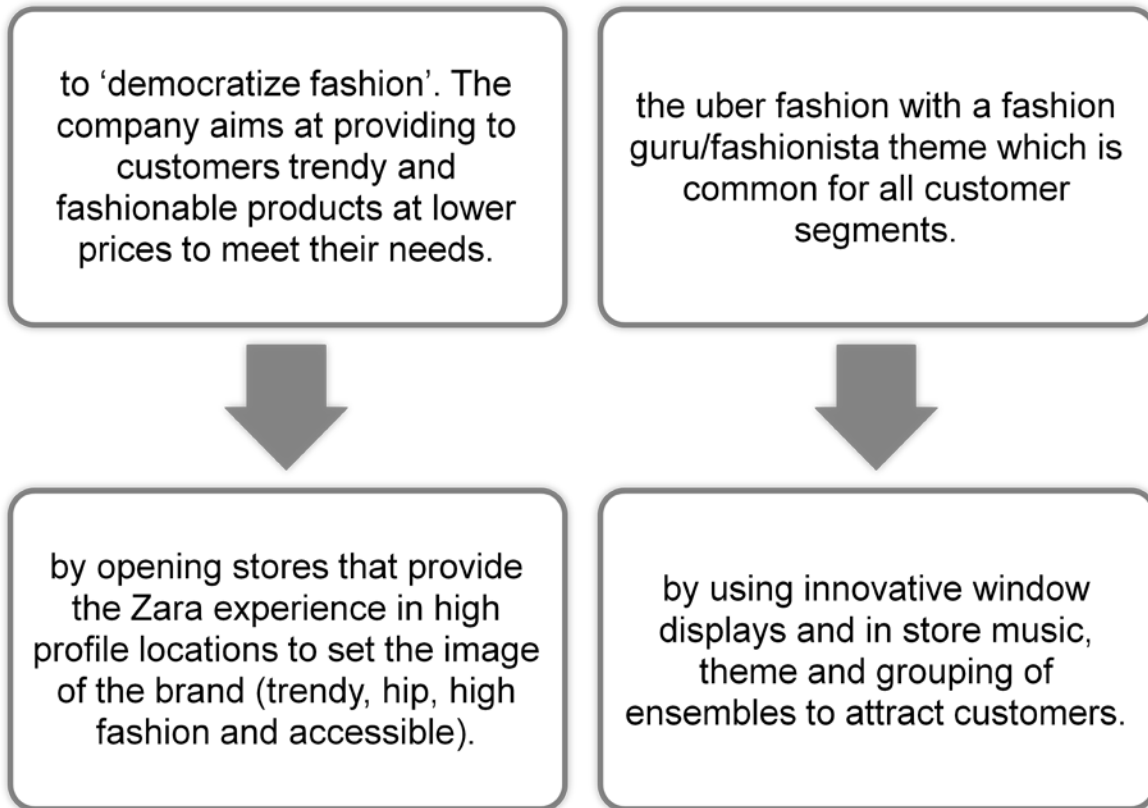 to ‘democratize fashion’. The
company aims at providing to
customers trendy and
fashionable products at lower
prices to meet their needs.
the uber fashion with a fashion
guru/fashionista theme which is
common for all customer
segments.
by opening stores that provide
the Zara experience in high
profile locations to set the image
of the brand (trendy, hip, high
fashion and accessible).
by using innovative window
displays and in store music,
theme and grouping of
ensembles to attract customers.